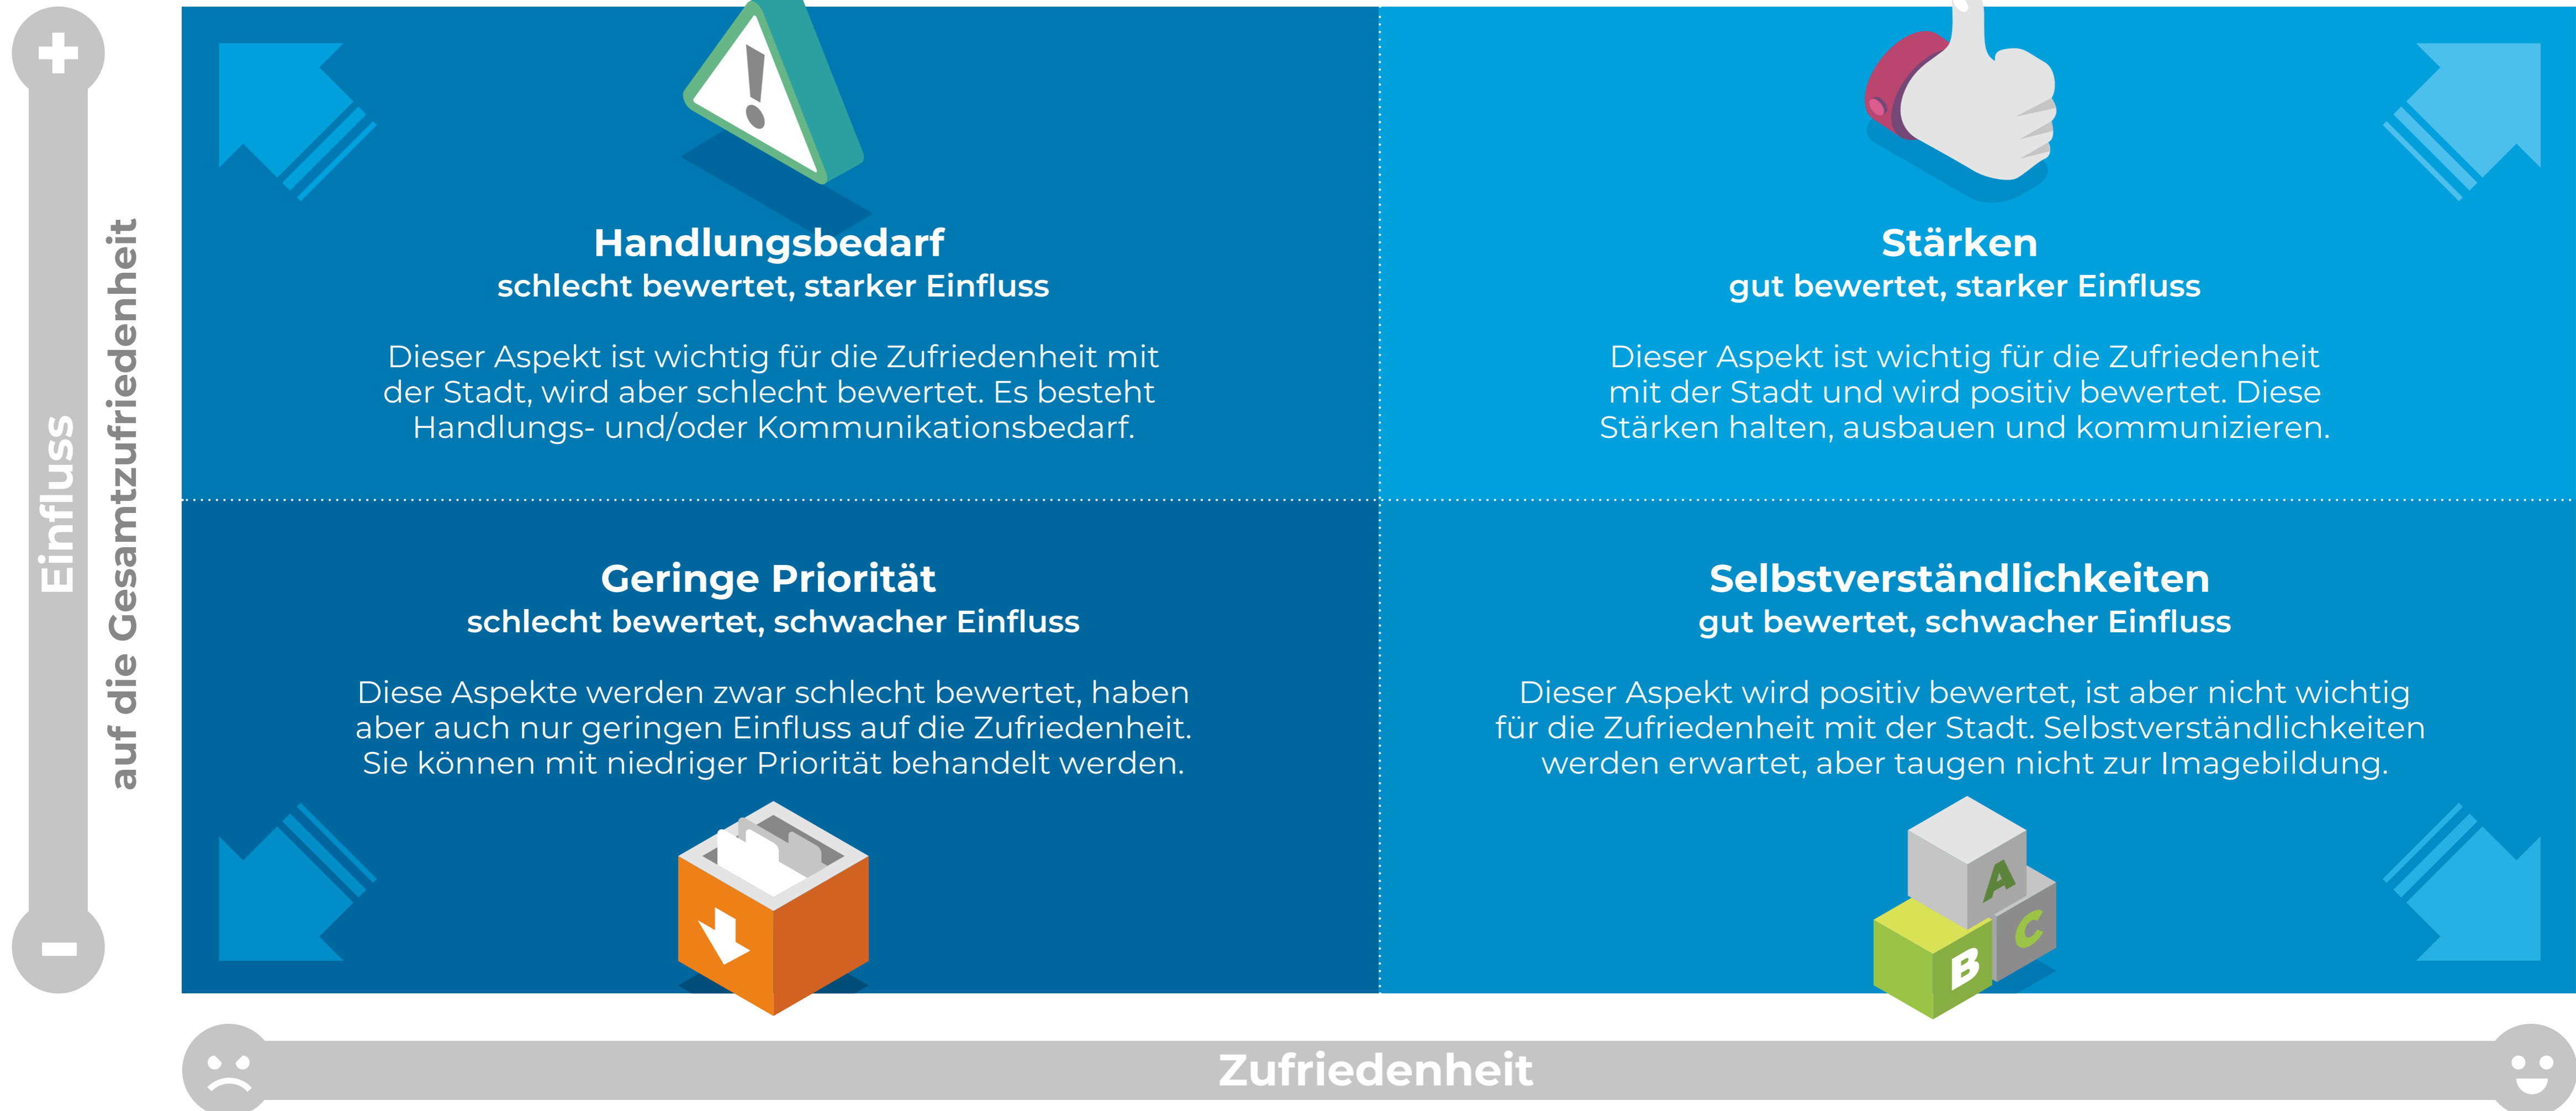 Einfluss
auf die Gesamtzufriedenheit
Handlungsbedarf
schlecht bewertet, starker Einfluss
Dieser Aspekt ist wichtig für die Zufriedenheit mit
der Stadt, wird aber schlecht bewertet. Es besteht
Handlungs- und/oder Kommunikationsbedarf.
Stärken
gut bewertet, starker Einfluss
Dieser Aspekt ist wichtig für die Zufriedenheit
mit der Stadt und wird positiv bewertet. Diese
Stärken halten, ausbauen und kommunizieren.
Geringe Priorität
schlecht bewertet, schwacher Einfluss
Diese Aspekte werden zwar schlecht bewertet, haben
aber auch nur geringen Einfluss auf die Zufriedenheit.
Sie können mit niedriger Priorität behandelt werden.
Selbstverständlichkeiten
gut bewertet, schwacher Einfluss
Dieser Aspekt wird positiv bewertet, ist aber nicht wichtig
für die Zufriedenheit mit der Stadt. Selbstverständlichkeiten
werden erwartet, aber taugen nicht zur Imagebildung.
A
B
C
Zufriedenheit